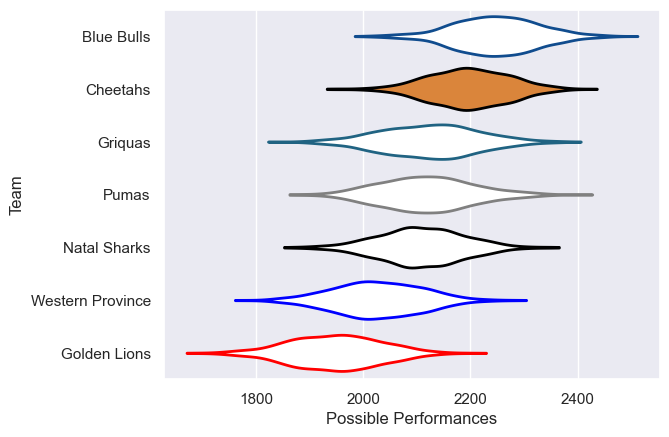 Blue Bulls
Cheetahs
Griquas
Pumas
Natal Sharks
Western Province
Golden Lions
Team
1800 2000 2200 2400
Possible Performances